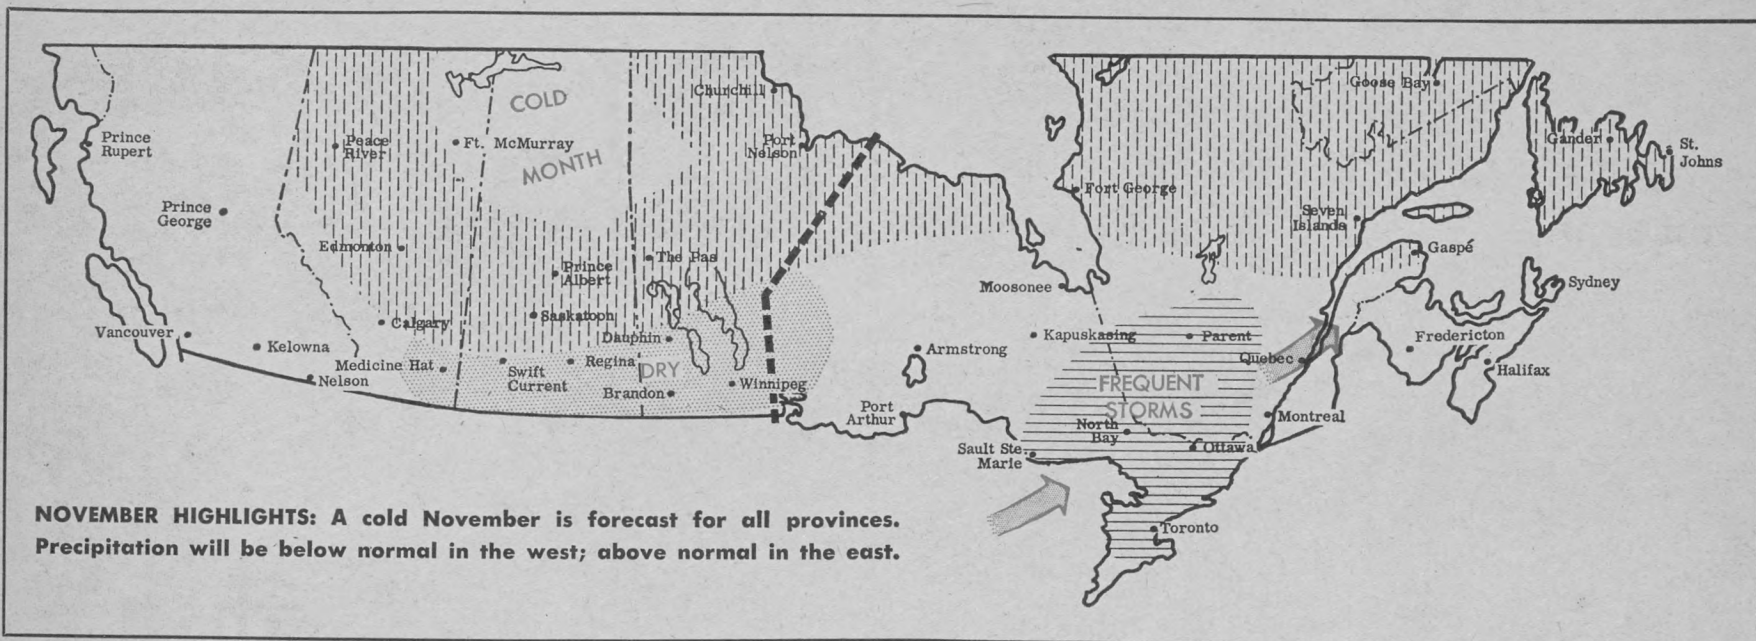 COLD
MONTH
Churchill
Goose Bay
Prince
Rupert
Peace
River
Ft. McMurray
Port
Nelson
Gander
St.
Johns
Fort George
Prince
George
Seven
Islands
Edmonton
The Pas
Gaspé
Prince
Albert
Moosonee
Sydney
Calgary
Saskatoon
Vancouver
Kelowna
Dauphin
Kapuskasing
Parent
Fredericton
Armstrong
Medicine Hat
Nelson
Swift
Current
Regina
DRY
Quebec
Halifax
Brandon
Winnipeg
FREQUENT
STORMS
Port
Arthur
North
Bay
Montreal
Sault Ste.
Marie
Ottawa
Toronto
NOVEMBER HIGHLIGHTS: A cold November is forecast for all provinces.
Precipitation will be below normal in the west; above normal in the east.